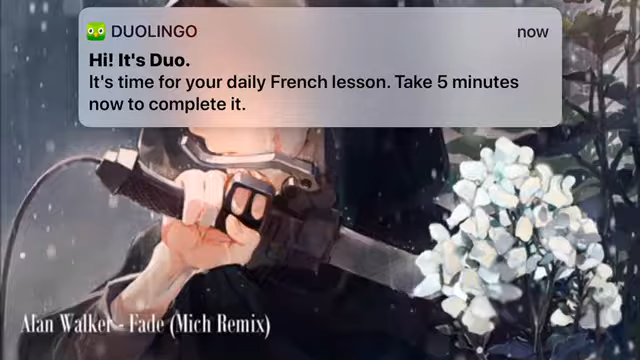 DUOLINGO now
Hi! It's Duo.
It's time for your daily French lesson. Take 5 minutes
now to complete it.
Alan Walker - Fade (Mich Remix)